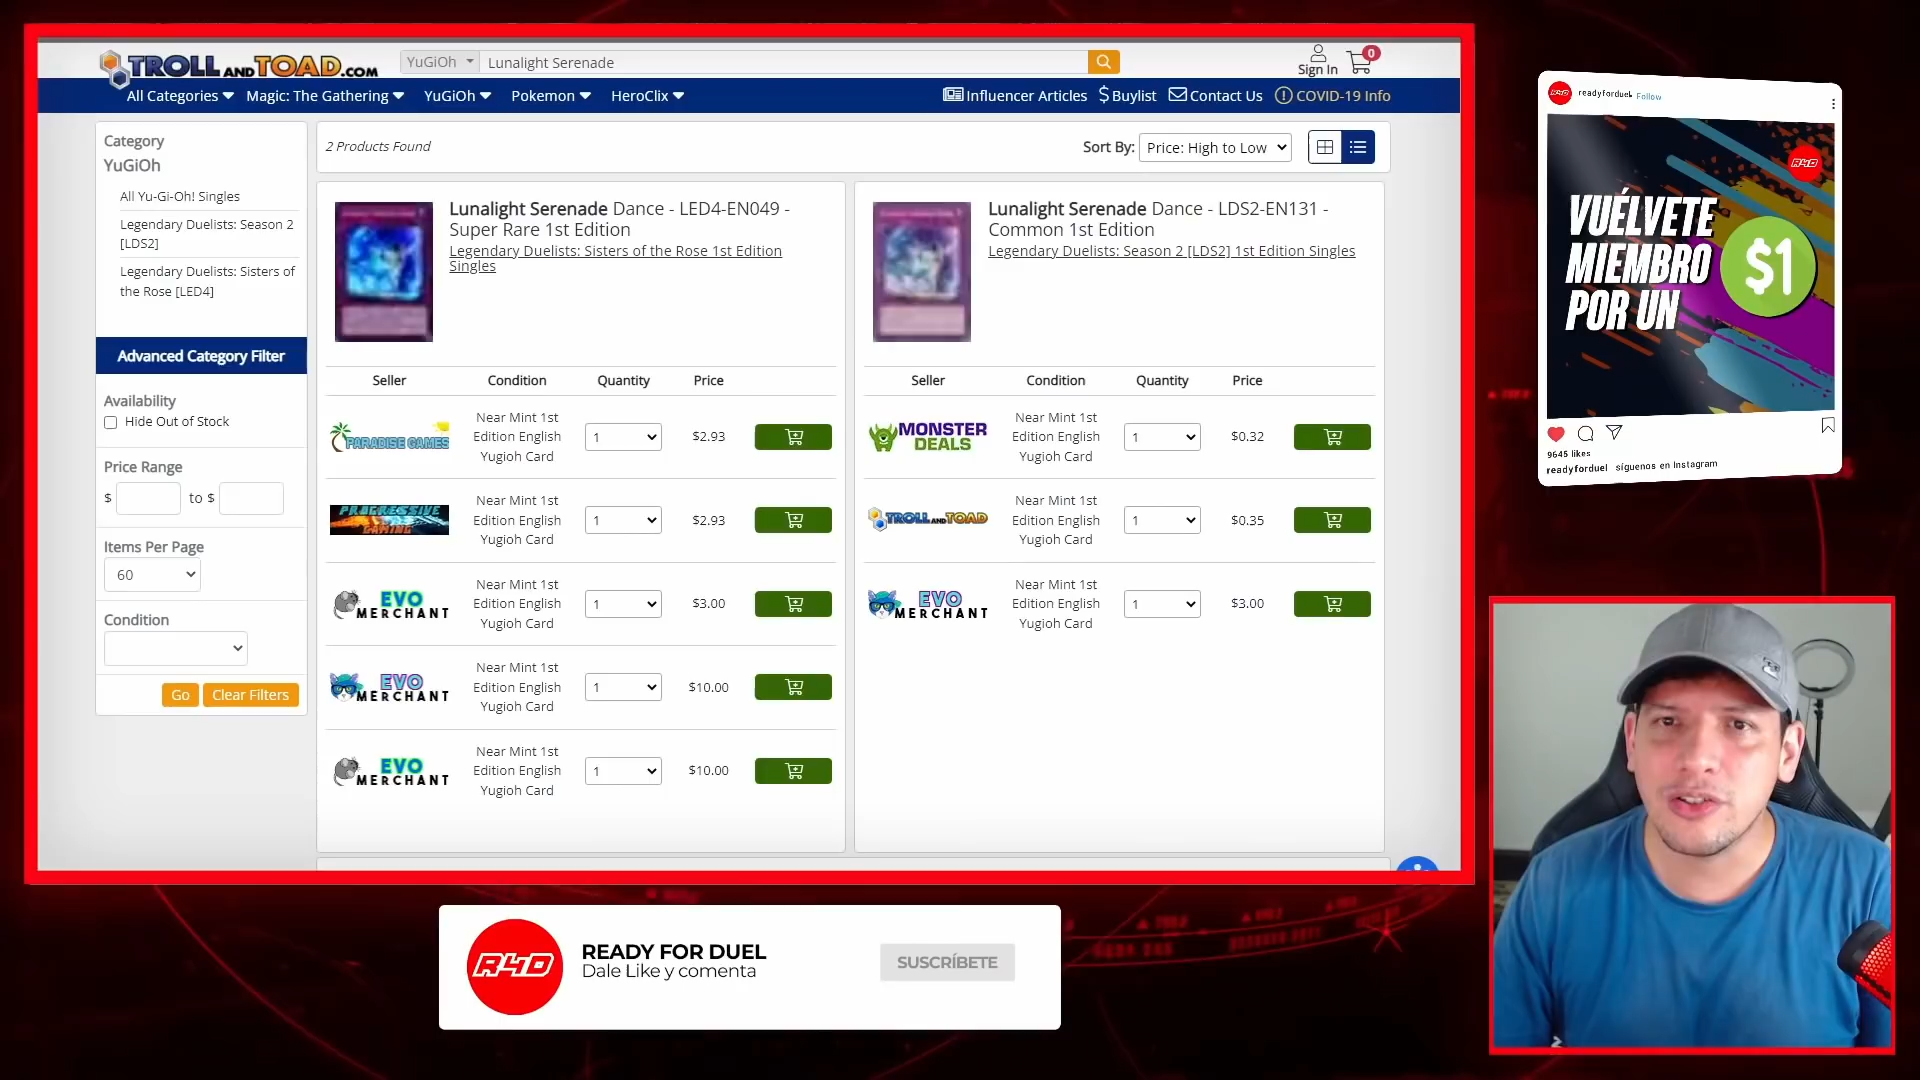 TROLL AND TOAD.COM
YuGiOh
Lunalight Serenade
Sign In
0
All Categories
Magic: The Gathering
YuGiOh
Pokemon
HeroClix
Influencer Articles
Buylist
Contact Us
COVID-19 Info
Category
YuGiOh
All Yu-Gi-Oh! Singles
Legendary Duelists: Season 2
[LDS2]
Legendary Duelists: Sisters of
the Rose [LED4]
Advanced Category Filter
Availability
Hide Out of Stock
Price Range
$ to $
Items Per Page
60
Condition
Go
Clear Filters
2 Products Found
Sort By: Price: High to Low
Lunalight Serenade Dance - LED4-EN049 -
Super Rare 1st Edition
Legendary Duelists: Sisters of the Rose 1st Edition
Singles
Seller Condition Quantity Price
PARADISE GAMES
Near Mint 1st
Edition English
Yugioh Card
1
$2.93
PROGRESSIVE
GAMING
Near Mint 1st
Edition English
Yugioh Card
1
$2.93
EVO
MERCHANT
Near Mint 1st
Edition English
Yugioh Card
1
$3.00
EVO
MERCHANT
Near Mint 1st
Edition English
Yugioh Card
1
$10.00
EVO
MERCHANT
Near Mint 1st
Edition English
Yugioh Card
1
$10.00
Lunalight Serenade Dance - LDS2-EN131 -
Common 1st Edition
Legendary Duelists: Season 2 [LDS2] 1st Edition Singles
Seller Condition Quantity Price
MONSTER
DEALS
Near Mint 1st
Edition English
Yugioh Card
1
$0.32
TROLL AND TOAD
Near Mint 1st
Edition English
Yugioh Card
1
$0.35
EVO
MERCHANT
Near Mint 1st
Edition English
Yugioh Card
1
$3.00
R4D
readyforduel Follow
R4D
VUÉLVETE
MIEMBRO
POR UN
$1
9645 likes
readyforduel síguenos en Instagram
R4D
READY FOR DUEL
Dale Like y comenta
SUSCRÍBETE